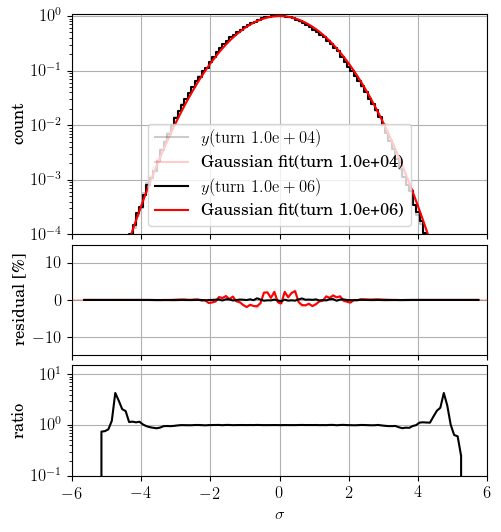 10^0
10^−1
10^−2
10^−3
10^−4
count
y(turn 1.0e + 04)
Gaussian fit(turn 1.0e+04)
y(turn 1.0e + 06)
Gaussian fit(turn 1.0e+06)
10
0
−10
residual [%]
10^1
10^0
10^−1
ratio
−6 −4 −2 0 2 4 6
σ